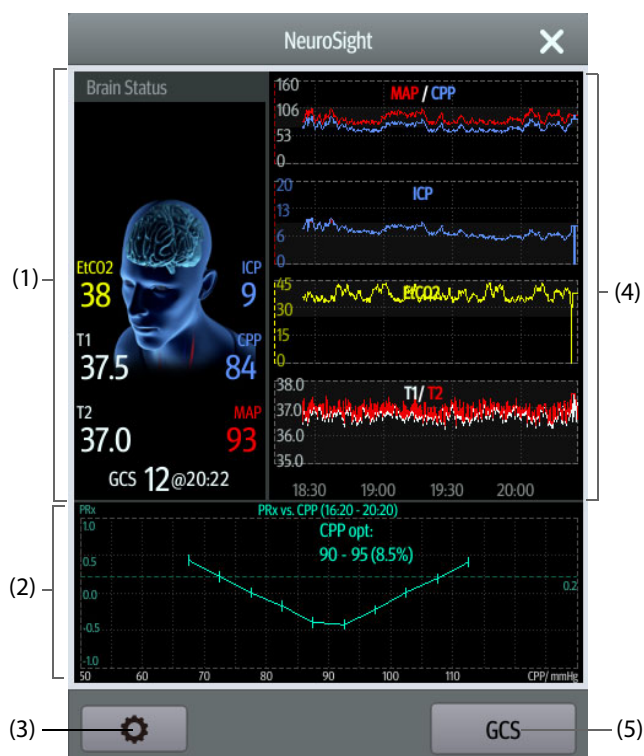 NeuroSight
(1)
Brain Status
EtCO2
38
ICP
9
T1
37.5
CPP
84
T2
37.0
MAP
93
GCS 12@20:22
(4)
MAP / CPP
160
106
53
0
ICP
20
13
6
0
EtCO2
45
30
15
0
T1/ T2
38.0
37.0
36.0
35.0
18:30 19:00 19:30 20:00
(2)
PRx
PRx vs. CPP (16:20 - 20:20)
CPP opt:
90 - 95 (8.5%)
1.0
0.5
0.2
0.0
-0.5
-1.0
50 60 70 80 90 100 110 CPP/ mmHg
(3)
GCS
(5)